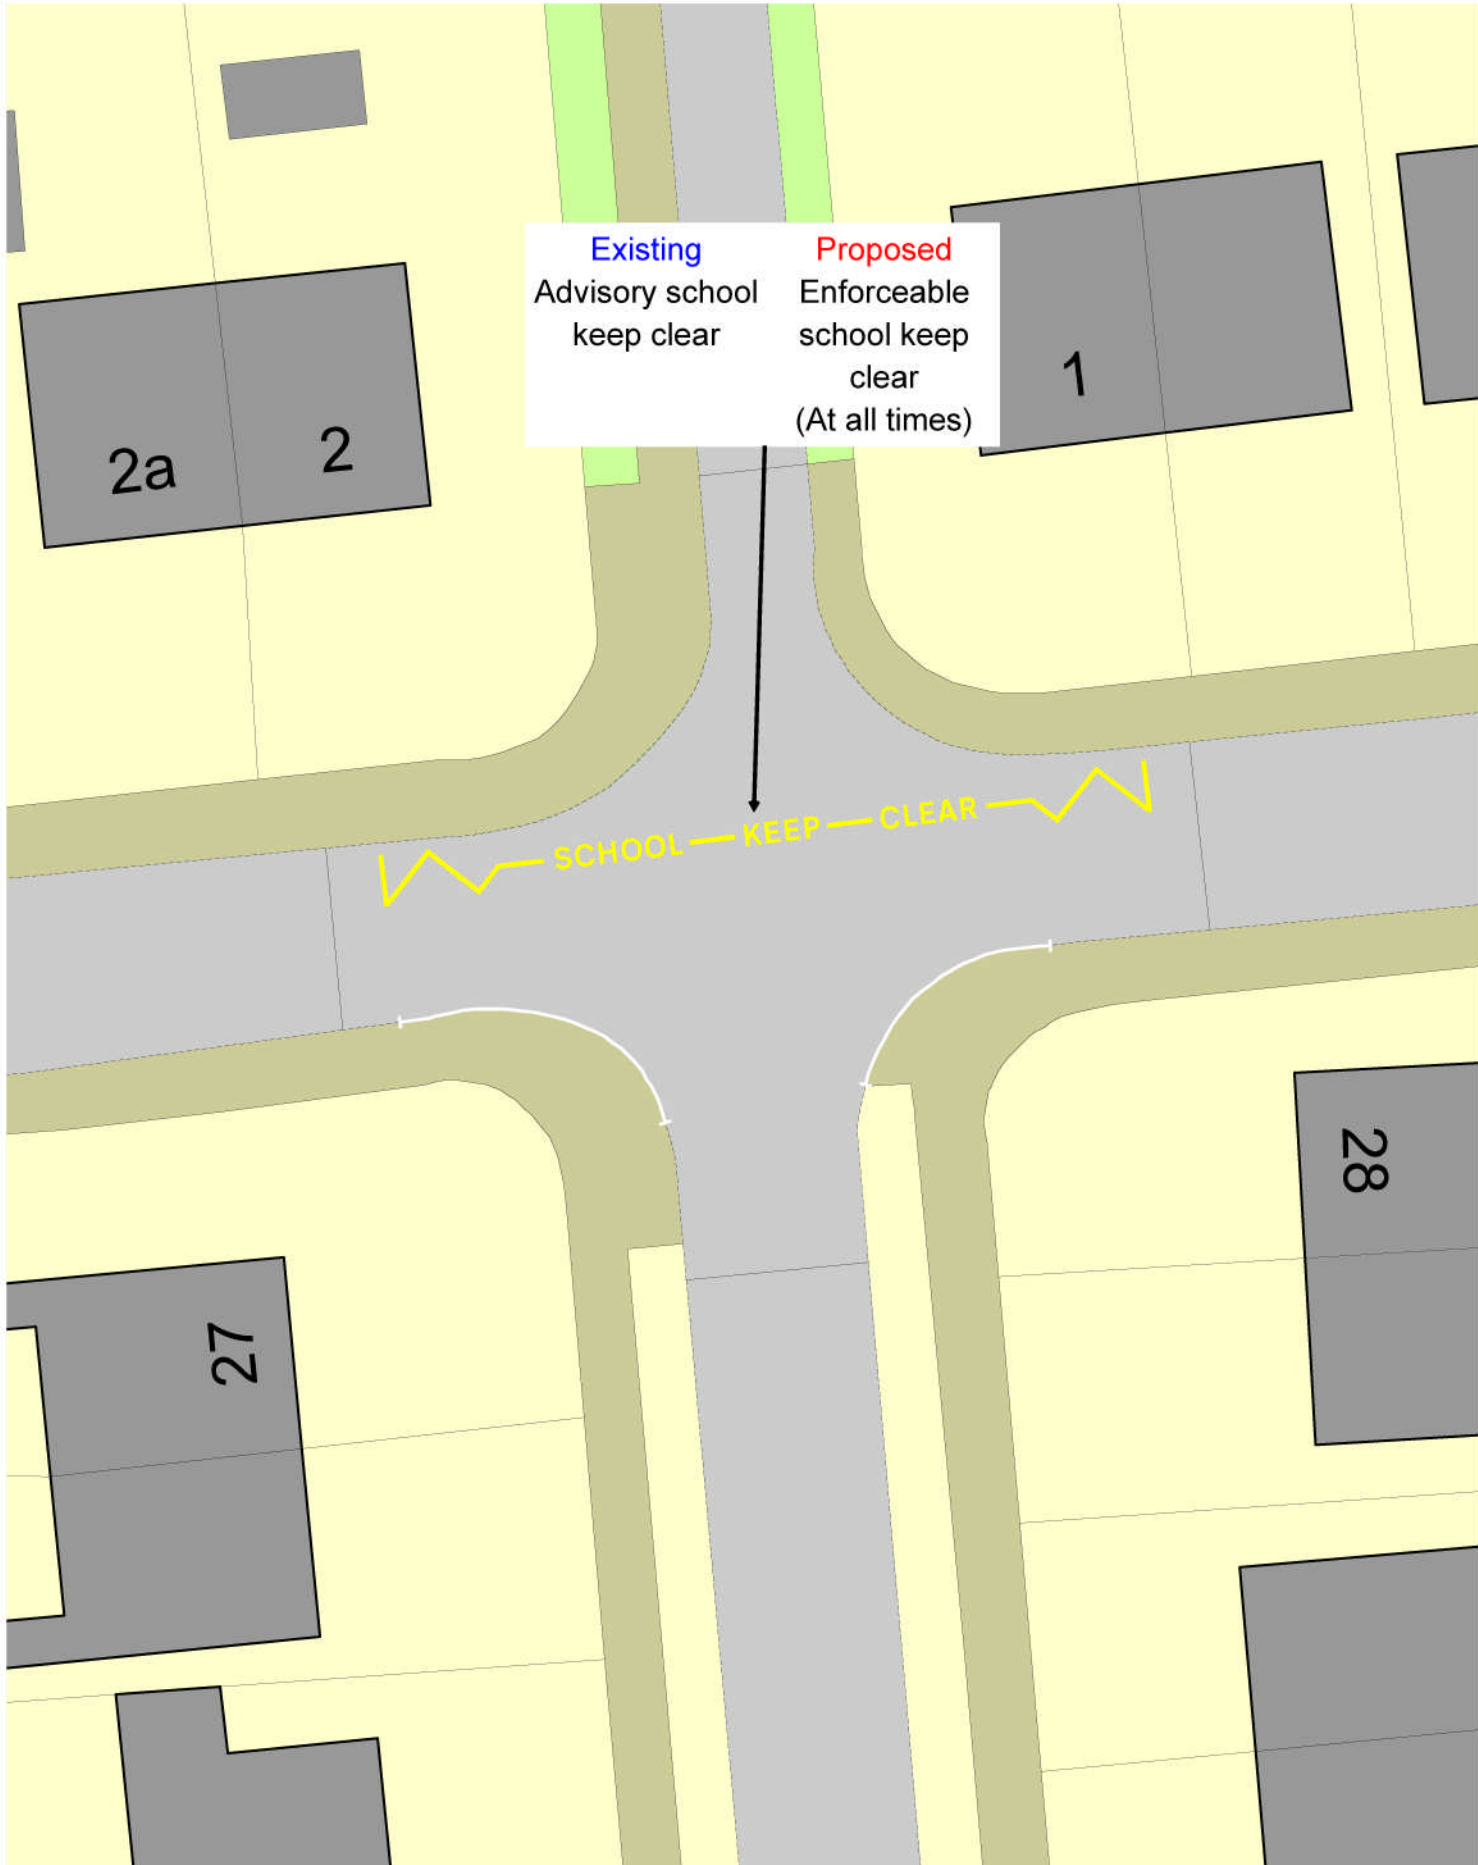 Existing
Advisory school
keep clear
Proposed
Enforceable
school keep
clear
(At all times)
1
2a
2
SCHOOL KEEP CLEAR
28
27